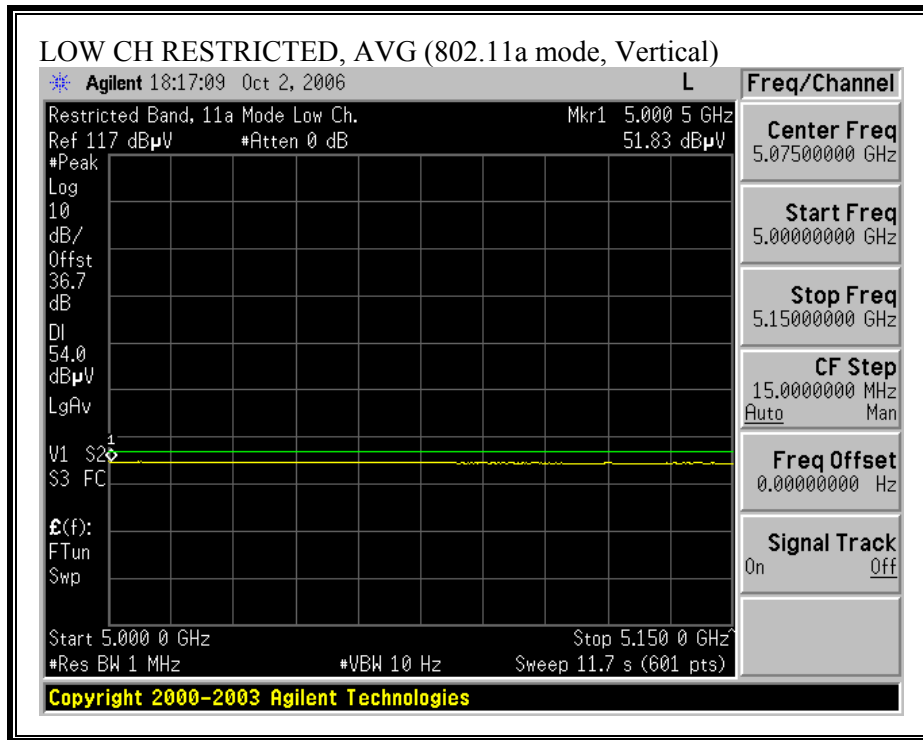 LOW CH RESTRICTED, AVG (802.11a mode, Vertical)
Agilent 18:17:09 Oct 2, 2006 L
Restricted Band, 11a Mode Low Ch. Mkr1 5.000 5 GHz
Ref 117 dBµV #Atten 0 dB 51.83 dBµV
#Peak
Log
10
dB/
Offst
36.7
dB
DI
54.0
dBµV
LgAv
1
V1 S2
S3 FC
£(f):
FTun
Swp
Start 5.000 0 GHz Stop 5.150 0 GHz^
#Res BW 1 MHz #VBW 10 Hz Sweep 11.7 s (601 pts)
Copyright 2000-2003 Agilent Technologies
Freq/Channel
Center Freq
5.07500000 GHz
Start Freq
5.00000000 GHz
Stop Freq
5.15000000 GHz
CF Step
15.0000000 MHz
Auto Man
Freq Offset
0.00000000 Hz
Signal Track
On Off